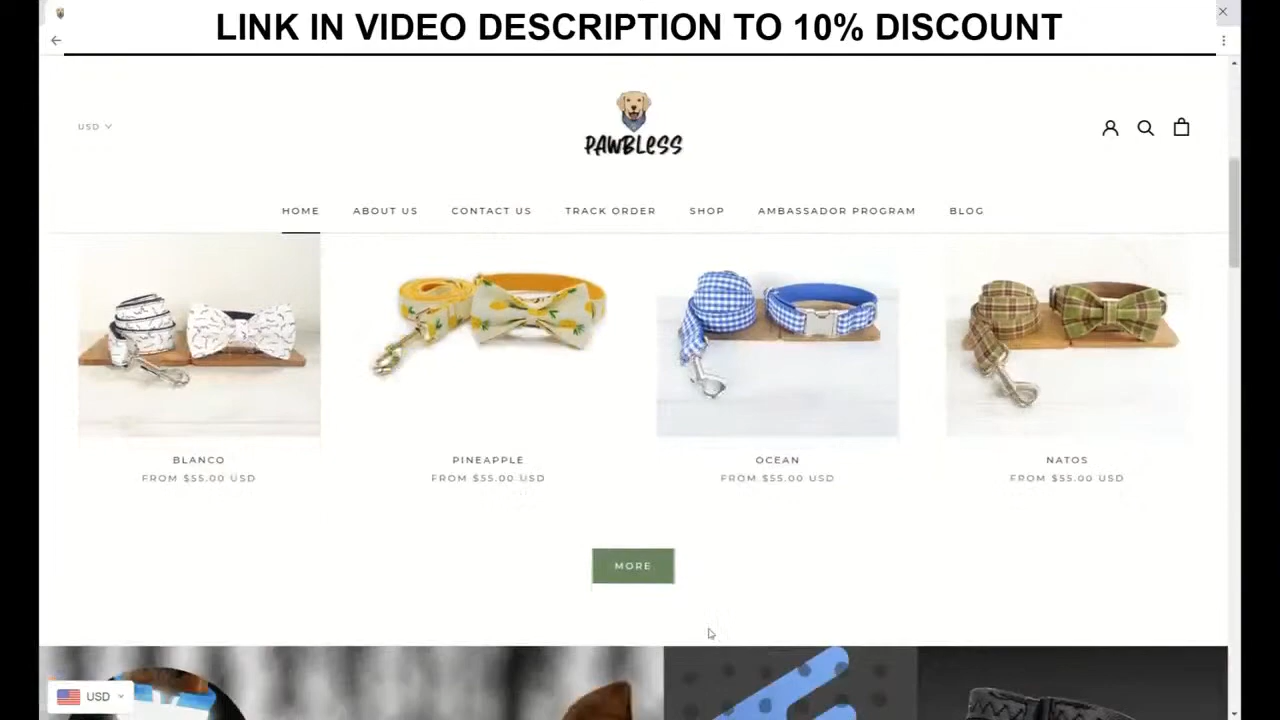 LINK IN VIDEO DESCRIPTION TO 10% DISCOUNT
USD
PAWBLESS
HOME ABOUT US CONTACT US TRACK ORDER SHOP AMBASSADOR PROGRAM BLOG
BLANCO PINEAPPLE OCEAN NATOS
FROM $55.00 USD FROM $55.00 USD FROM $55.00 USD FROM $55.00 USD
MORE
USD